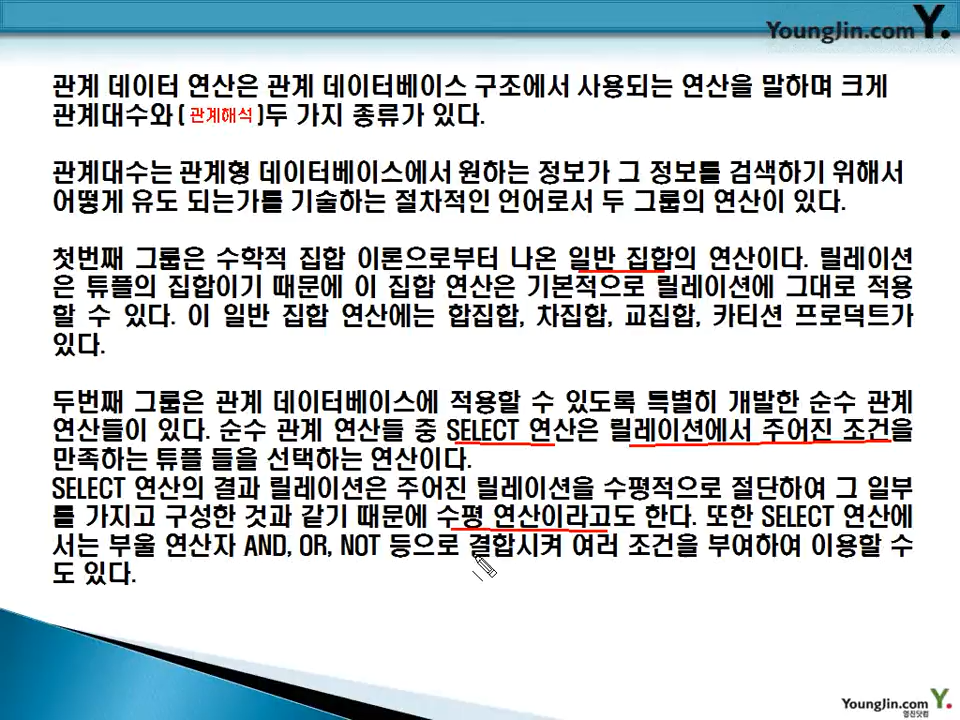 YoungJin.com Y.
관계 데이터 연산은 관계 데이터베이스 구조에서 사용되는 연산을 말하며 크게
관계대수와 ( 관계해석 )두 가지 종류가 있다.
관계대수는 관계형 데이터베이스에서 원하는 정보가 그 정보를 검색하기 위해서
어떻게 유도 되는가를 기술하는 절차적인 언어로서 두 그룹의 연산이 있다.
첫번째 그룹은 수학적 집합 이론으로부터 나온 일반 집합의 연산이다. 릴레이션
은 튜플의 집합이기 때문에 이 집합 연산은 기본적으로 릴레이션에 그대로 적용
할 수 있다. 이 일반 집합 연산에는 합집합, 차집합, 교집합, 카티션 프로덕트가
있다.
두번째 그룹은 관계 데이터베이스에 적용할 수 있도록 특별히 개발한 순수 관계
연산들이 있다. 순수 관계 연산들 중 SELECT 연산은 릴레이션에서 주어진 조건을
만족하는 튜플 들을 선택하는 연산이다.
SELECT 연산의 결과 릴레이션은 주어진 릴레이션을 수평적으로 절단하여 그 일부
를 가지고 구성한 것과 같기 때문에 수평 연산이라고도 한다. 또한 SELECT 연산에
서는 부울 연산자 AND, OR, NOT 등으로 결합시켜 여러 조건을 부여하여 이용할 수
도 있다.
YoungJin.com Y.
영진닷컴